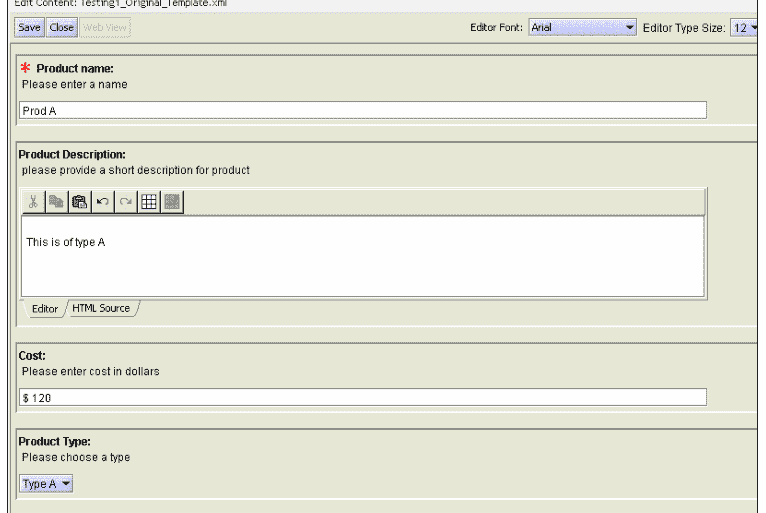 Edit Content: Testing1_Original_Template.xml
Save Close Web View Editor Font: Arial Editor Type Size: 12
* Product name:
Please enter a name
Prod A
Product Description:
please provide a short description for product
This is of type A
Editor HTML Source
Cost:
Please enter cost in dollars
$ 120
Product Type:
Please choose a type
Type A